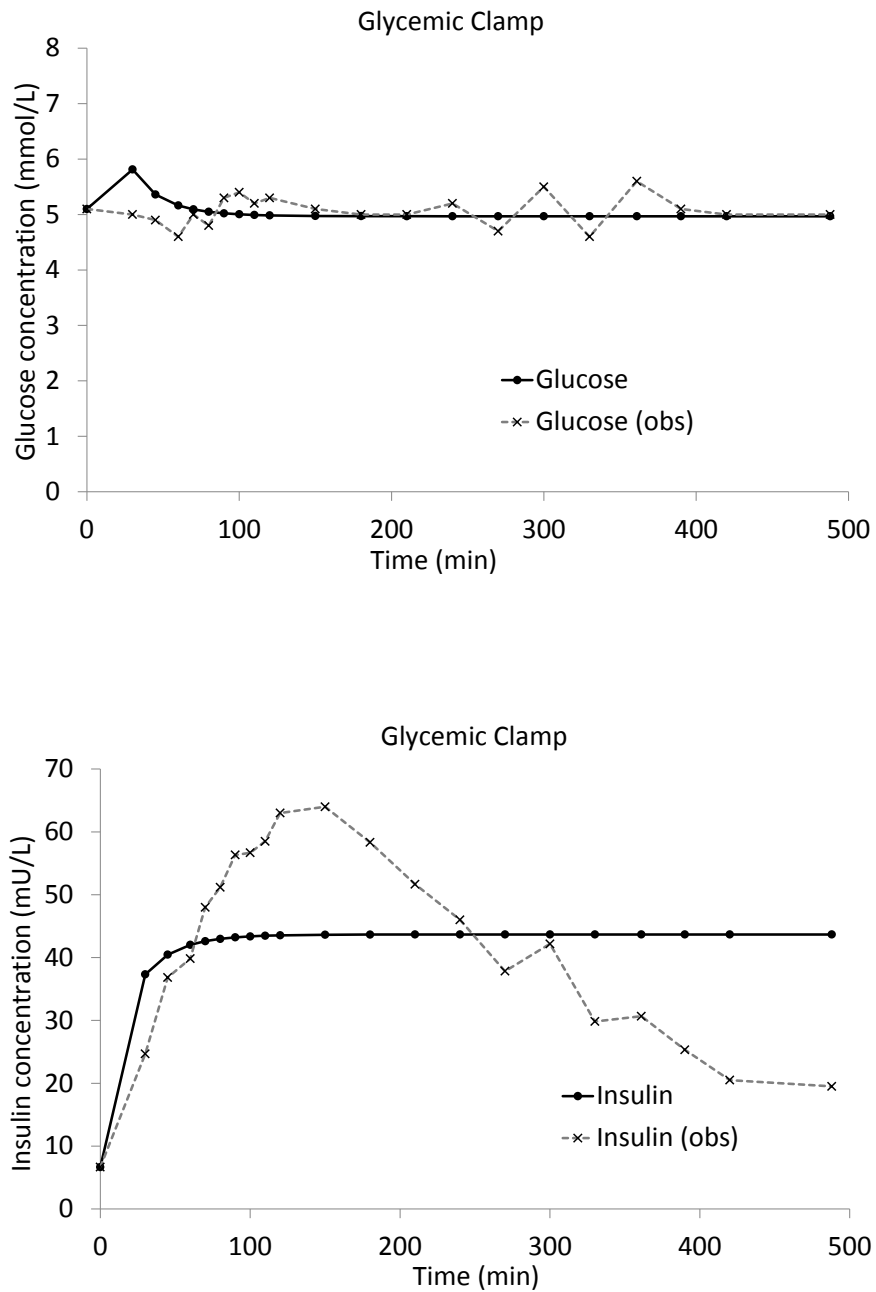 Glycemic Clamp
Glucose concentration (mmol/L)
8
7
6
5
4
3
2
1
0
Glucose
Glucose (obs)
0 100 200 300 400 500
Time (min)
Glycemic Clamp
Insulin concentration (mU/L)
70
60
50
40
30
20
10
0
Insulin
Insulin (obs)
0 100 200 300 400 500
Time (min)